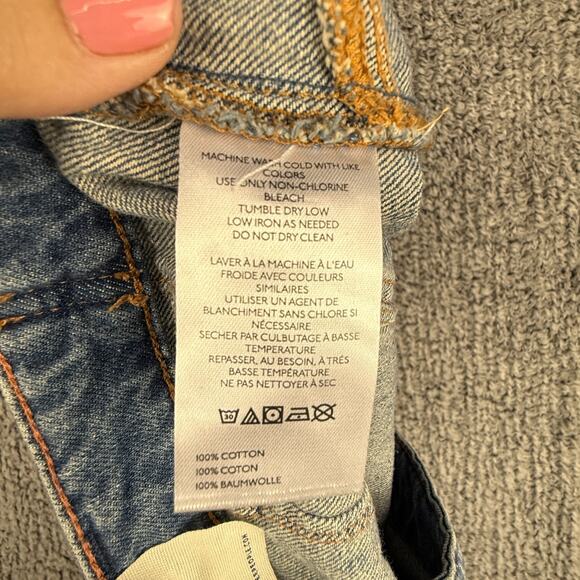 MACHINE WASH COLD WITH LIKE
COLORS
USE ONLY NON-CHLORINE
BLEACH
TUMBLE DRY LOW
LOW IRON AS NEEDED
DO NOT DRY CLEAN
LAVER À LA MACHINE À L'EAU
FROIDE AVEC COULEURS
SIMILAIRES
UTILISER UN AGENT DE
BLANCHIMENT SANS CHLORE SI
NÉCESSAIRE
SECHER PAR CULBUTAGE À BASSE
TEMPERATURE
REPASSER, AU BESOIN, À TRÉS
BASSE TEMPÉRATURE
NE PAS NETTOYER À SEC
30
100% COTTON
100% COTON
100% BAUMWOLLE